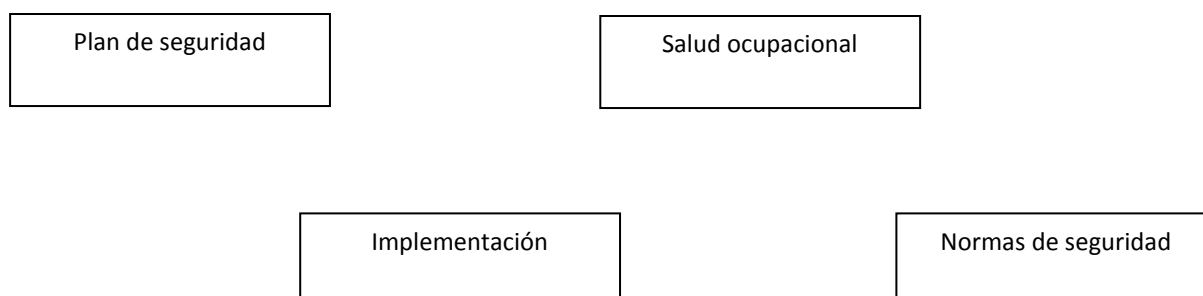 Plan de seguridad
Salud ocupacional
Implementación
Normas de seguridad